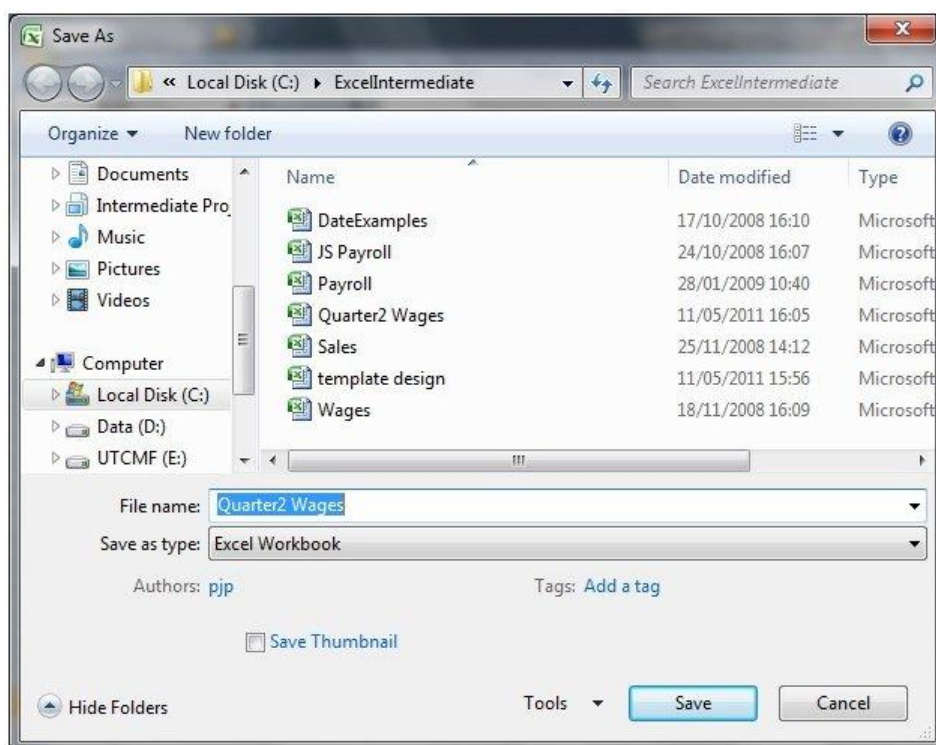 Save As
« Local Disk (C:) ExcelIntermediate
Search ExcelIntermediate
Organize New folder
Documents
Intermediate Pro
Music
Pictures
Videos
Computer
Local Disk (C:)
Data (D:)
UTCMF (E:)
Name Date modified Type
DateExamples 17/10/2008 16:10 Microsoft
JS Payroll 24/10/2008 16:07 Microsoft
Payroll 28/01/2009 10:40 Microsoft
Quarter2 Wages 11/05/2011 16:05 Microsoft
Sales 25/11/2008 14:12 Microsoft
template design 11/05/2011 15:56 Microsoft
Wages 18/11/2008 16:09 Microsoft
File name: Quarter2 Wages
Save as type: Excel Workbook
Authors: pjp Tags: Add a tag
Save Thumbnail
Hide Folders Tools Save Cancel